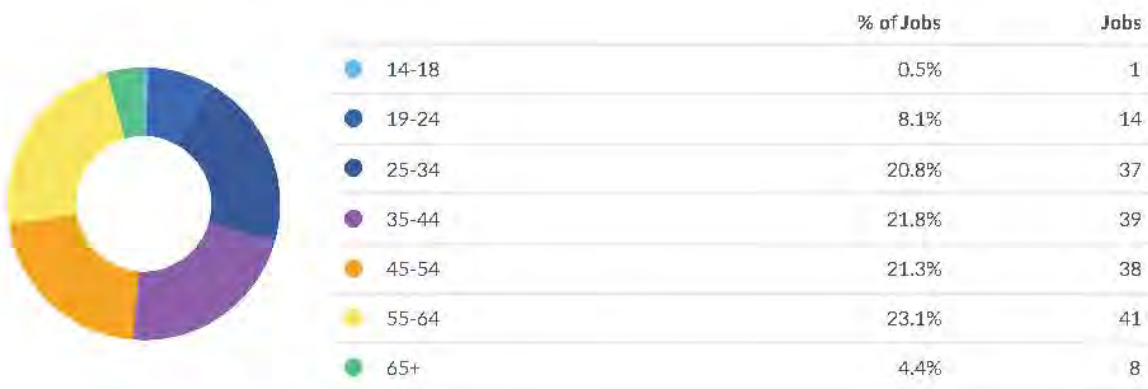 % of Jobs Jobs
14-18 0.5% 1
19-24 8.1% 14
25-34 20.8% 37
35-44 21.8% 39
45-54 21.3% 38
55-64 23.1% 41
65+ 4.4% 8